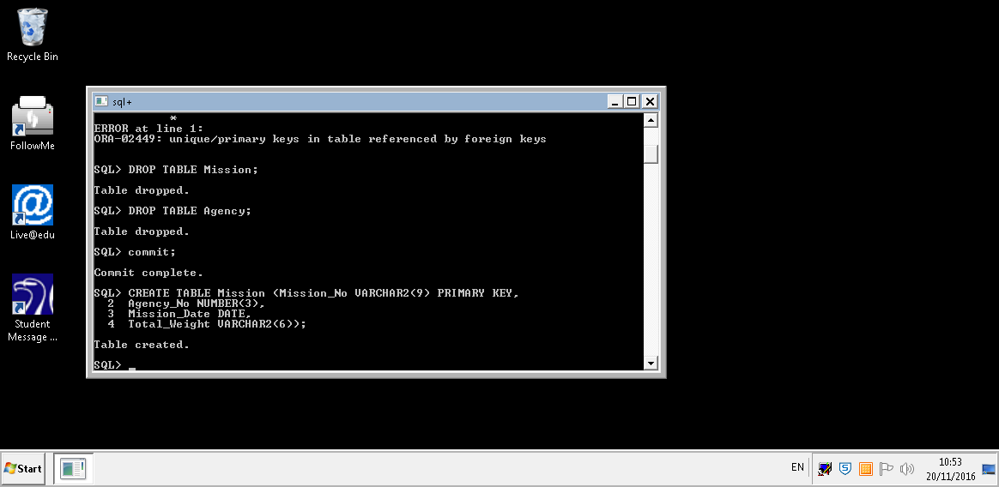 Recycle Bin
FollowMe
Live@edu
Student
Message ...
sql+
*
ERROR at line 1:
ORA-02449: unique/primary keys in table referenced by foreign keys
SQL> DROP TABLE Mission;
Table dropped.
SQL> DROP TABLE Agency;
Table dropped.
SQL> commit;
Commit complete.
SQL> CREATE TABLE Mission (Mission_No VARCHAR2(9) PRIMARY KEY,
2 Agency_No NUMBER(3),
3 Mission_Date DATE,
4 Total_Weight VARCHAR2(6));
Table created.
SQL> _
Start
EN
10:53
20/11/2016